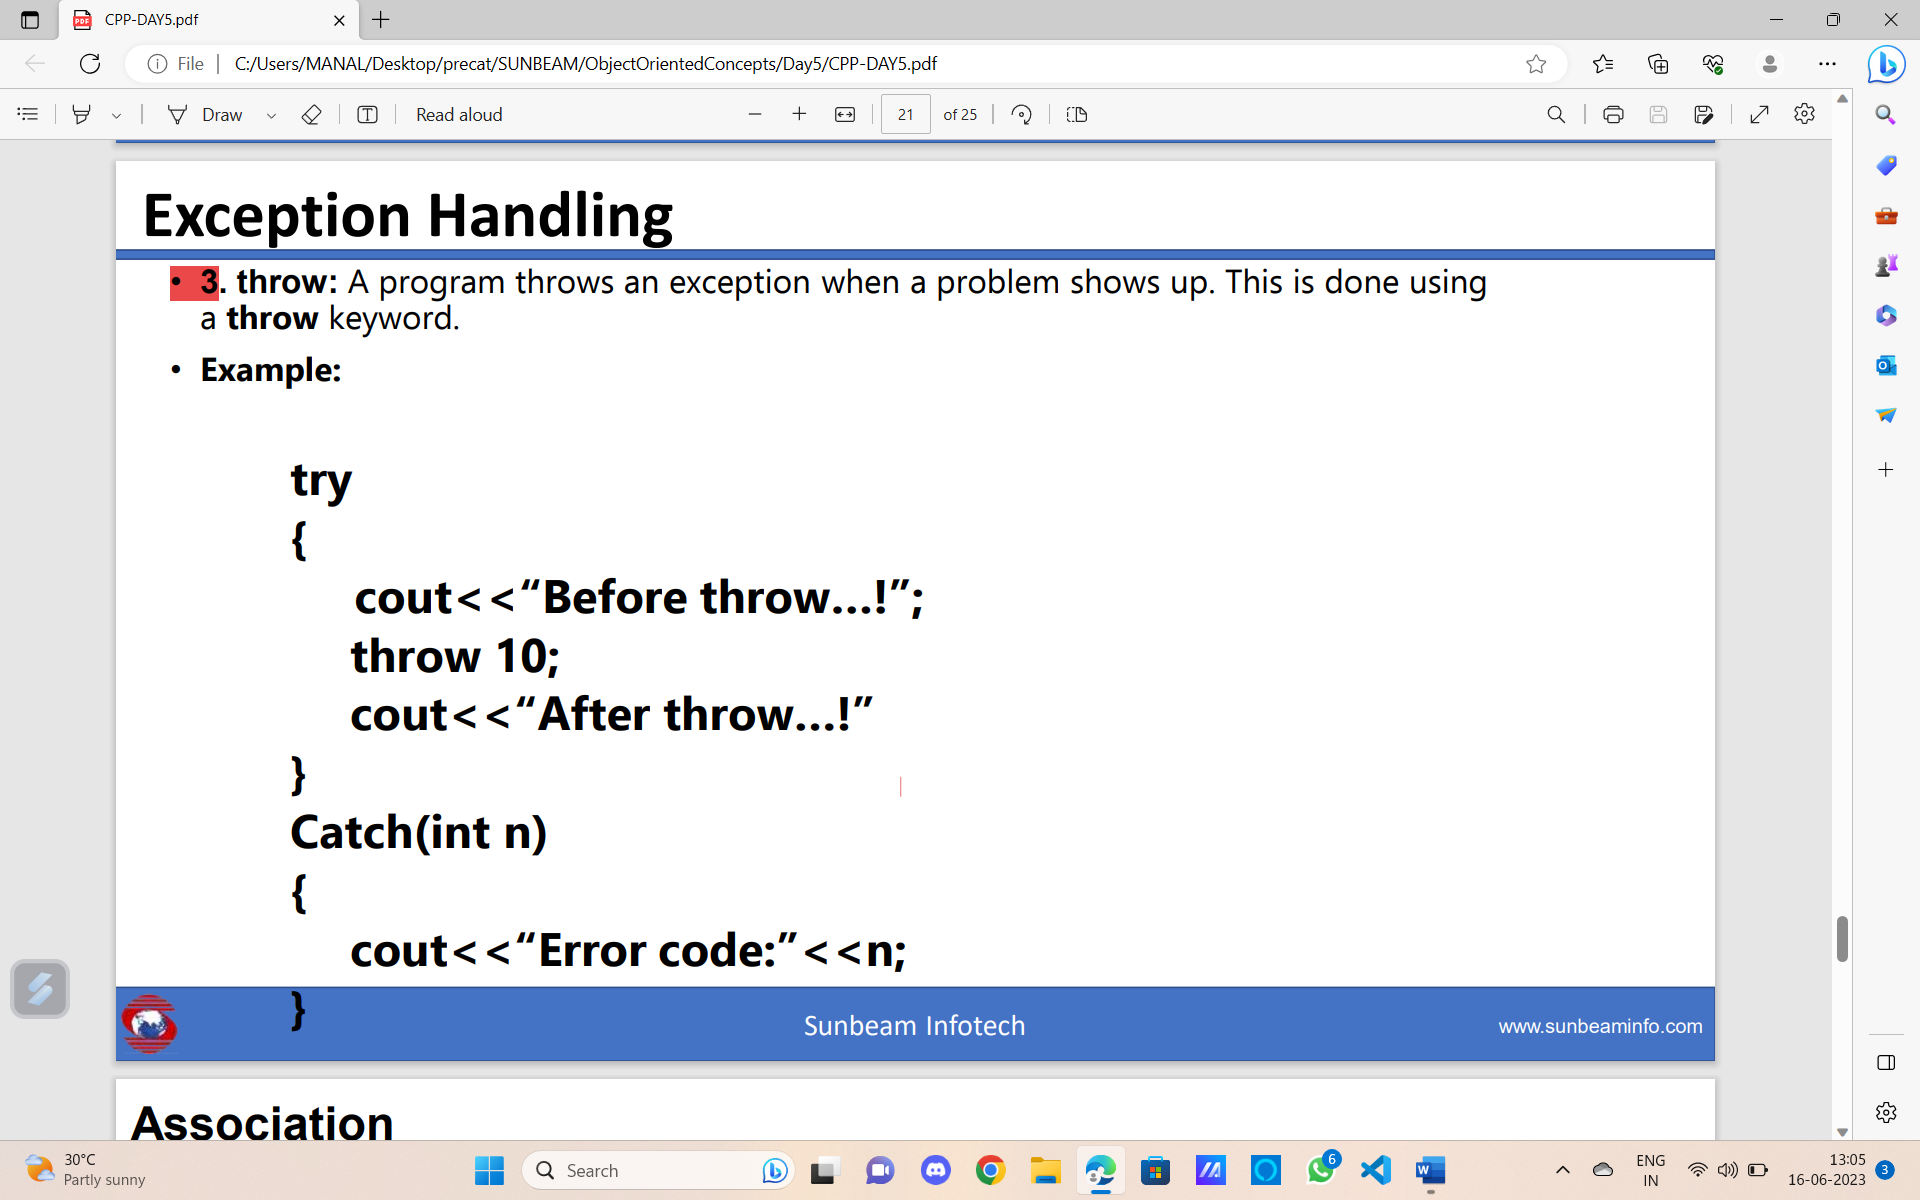 CPP-DAY5.pdf
File
C:/Users/MANAL/Desktop/precat/SUNBEAM/ObjectOrientedConcepts/Day5/CPP-DAY5.pdf
Draw
Read aloud
21
of 25
Exception Handling
• 3. throw: A program throws an exception when a problem shows up. This is done using
a throw keyword.
• Example:
try
{
cout<<“Before throw...!”;
throw 10;
cout<<“After throw...!”
}
Catch(int n)
{
cout<<“Error code:”<<n;
}
Sunbeam Infotech
www.sunbeaminfo.com
Association
30°C
Partly sunny
Search
6
ENG
IN
13:05
16-06-2023
3